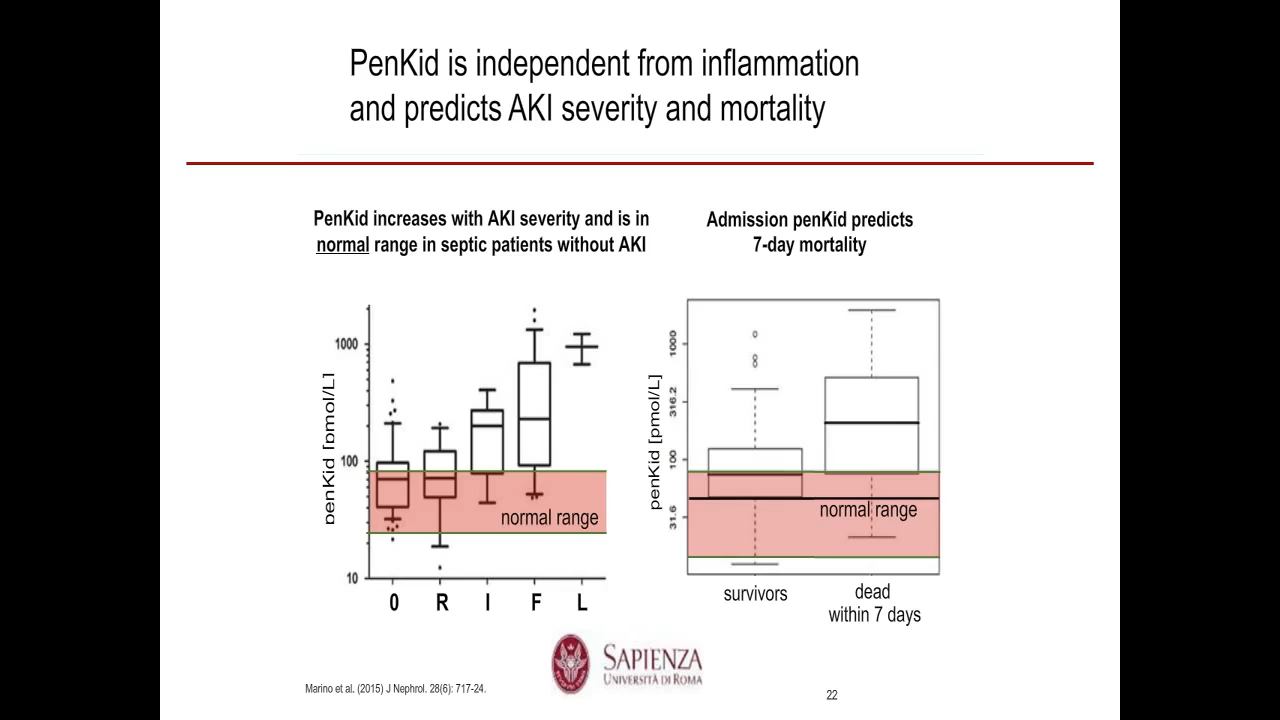 PenKid is independent from inflammation
and predicts AKI severity and mortality
PenKid increases with AKI severity and is in
normal range in septic patients without AKI
Admission penKid predicts
7-day mortality
penKid [pmol/L]
1000
100
10
normal range
0 R I F L
penKid [pmol/L]
1000
316.2
100
31.6
normal range
survivors
dead
within 7 days
SAPIENZA
UNIVERSITÀ DI ROMA
Marino et al. (2015) J Nephrol. 28(6): 717-24.
22